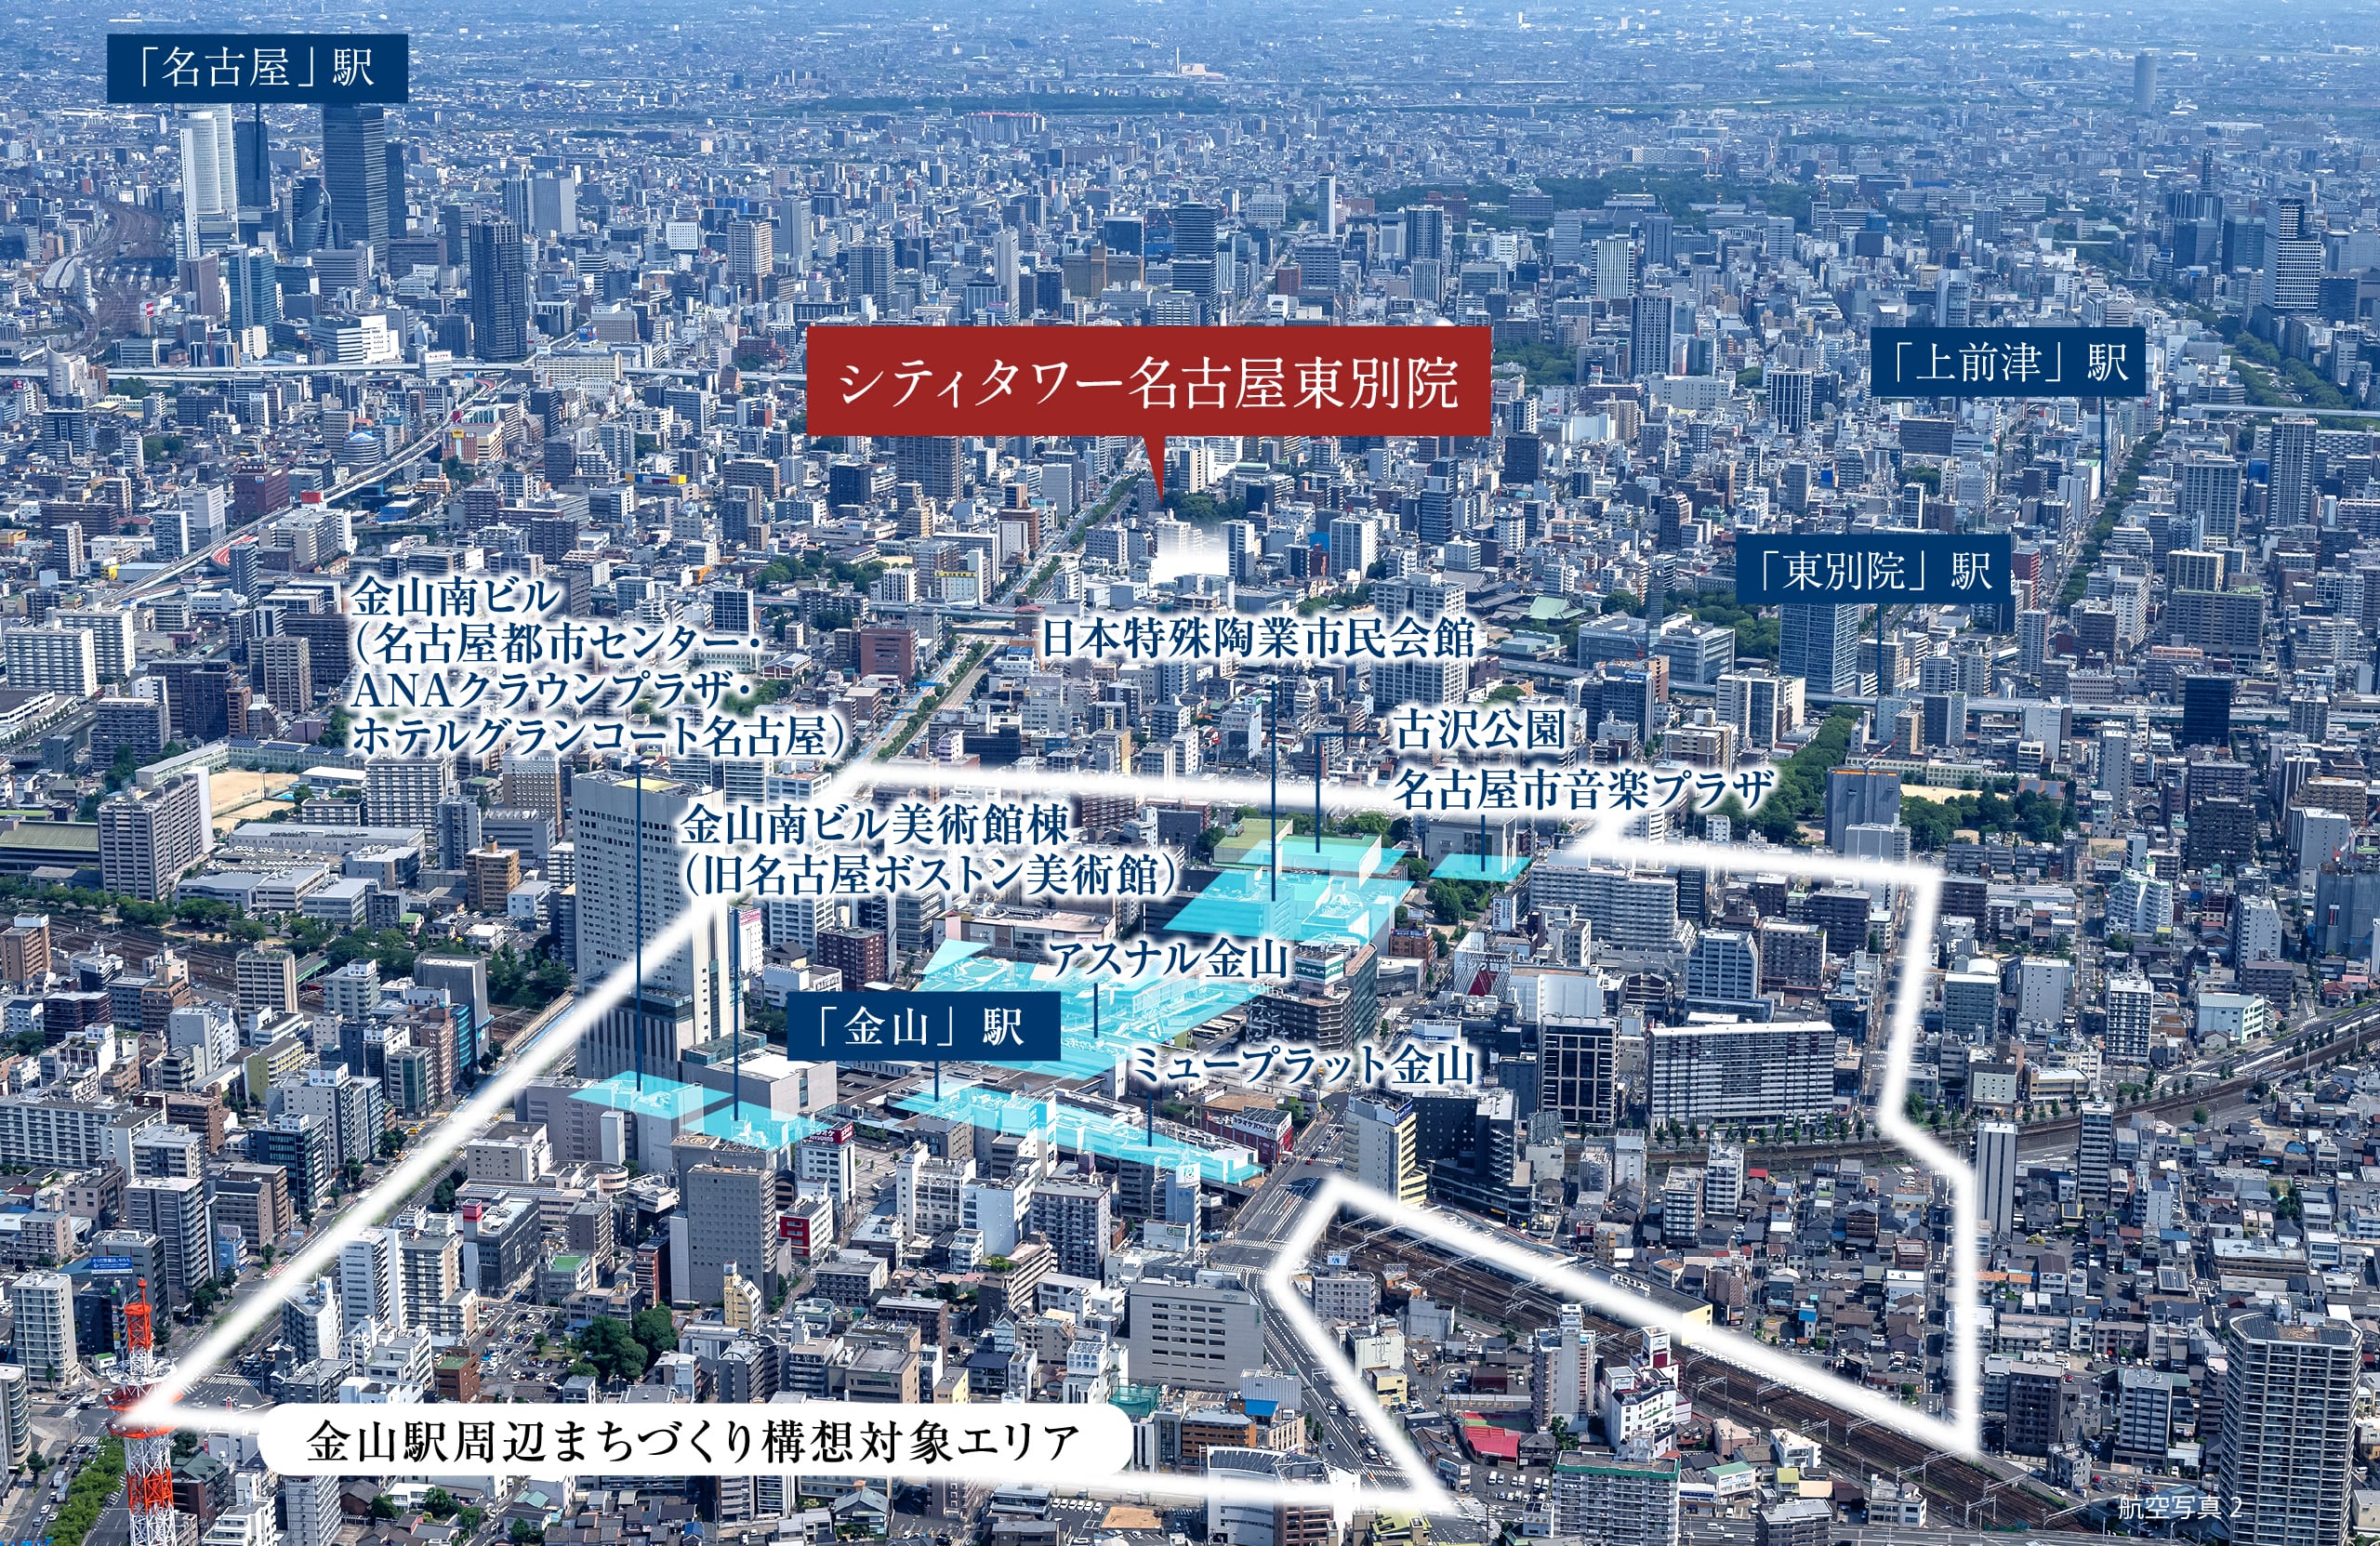 「名古屋」駅
シティタワー名古屋東別院
「上前津」駅
「東別院」駅
金山南ビル
（名古屋都市センター・
ANAクラウンプラザ・
ホテルグランコート名古屋）
日本特殊陶業市民会館
古沢公園
名古屋市音楽プラザ
金山南ビル美術館棟
（旧名古屋ボストン美術館）
アスナル金山
「金山」駅
ミュープラット金山
金山駅周辺まちづくり構想対象エリア
航空写真 2